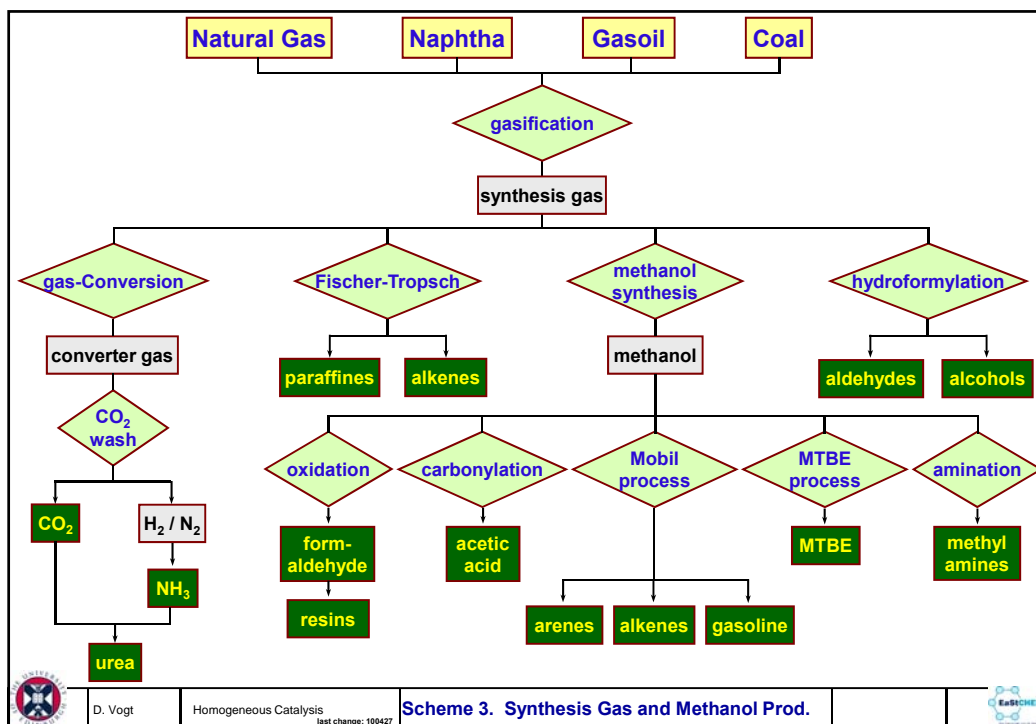 Natural Gas
Naphtha
Gasoil
Coal
gasification
synthesis gas
gas-Conversion
Fischer-Tropsch
methanol
synthesis
hydroformylation
converter gas
paraffines
alkenes
methanol
aldehydes
alcohols
CO₂
wash
oxidation
carbonylation
Mobil
process
MTBE
process
amination
CO₂
H₂ / N₂
form-
aldehyde
acetic
acid
MTBE
methyl
amines
NH₃
resins
arenes
alkenes
gasoline
urea
D. Vogt
Homogeneous Catalysis
last change: 100427
Scheme 3. Synthesis Gas and Methanol Prod.
EaStCHEM